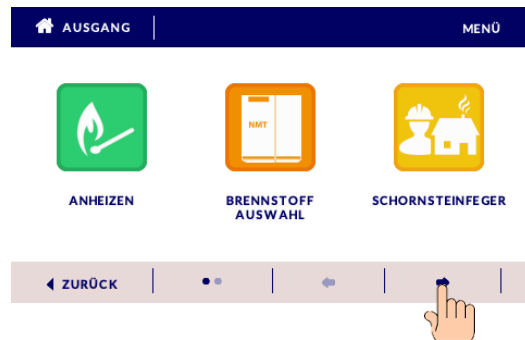 AUSGANG
MENÜ
NMT
ANHEIZEN
BRENNSTOFF
AUSWAHL
SCHORNSTEINFEGER
ZURÜCK